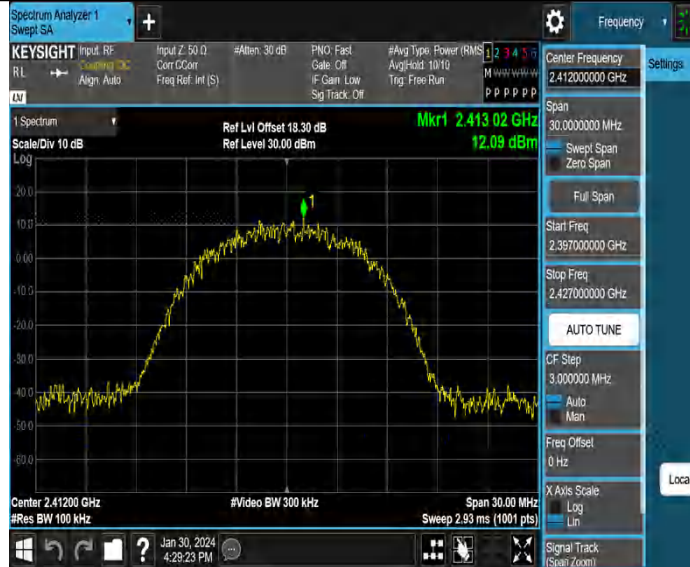 Spectrum Analyzer 1
Swept SA
+
Frequency
KEYSIGHT
Input: RF
Input Z: 50 Ω
#Atten: 30 dB
PNO: Fast
#Avg Type: Power (RMS
1 2 3 4 5 6
RL
Coupling: DC
Corr CCorr
Gate: Off
Avg|Hold: 10/10
M W W W W W
Align: Auto
Freq Ref: Int (S)
IF Gain: Low
Trig: Free Run
Sig Track: Off
P P P P P P
1 Spectrum
Ref Lvl Offset 18.30 dB
Mkr1 2.413 02 GHz
Scale/Div 10 dB
Ref Level 30.00 dBm
12.09 dBm
Log
20.0
10.0
0.00
-10.0
-20.0
-30.0
-40.0
-50.0
-60.0
1
Center 2.41200 GHz
#Video BW 300 kHz
Span 30.00 MHz
#Res BW 100 kHz
Sweep 2.93 ms (1001 pts)
?
Jan 30, 2024
4:29:23 PM
Center Frequency
2.412000000 GHz
Settings
Span
30.0000000 MHz
Swept Span
Zero Span
Full Span
Start Freq
2.397000000 GHz
Stop Freq
2.427000000 GHz
AUTO TUNE
CF Step
3.000000 MHz
Auto
Man
Freq Offset
0 Hz
X Axis Scale
Log
Lin
Signal Track
(Span Zoom)